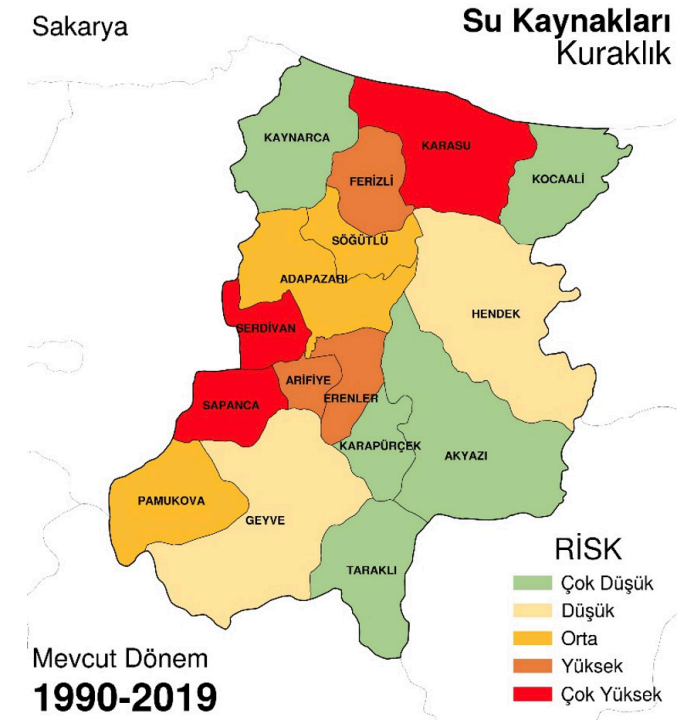 Sakarya
Su Kaynakları
Kuraklık
KAYNARCA
KARASU
FERİZLİ
KOCAALİ
SÖĞÜTLÜ
ADAPAZARI
HENDEK
SERDİVAN
ARİFİYE
ERENLER
SAPANCA
KARAPÜRÇEK
AKYAZI
PAMUKOVA
GEYVE
TARAKLI
RİSK
Çok Düşük
Düşük
Orta
Yüksek
Çok Yüksek
Mevcut Dönem
1990-2019